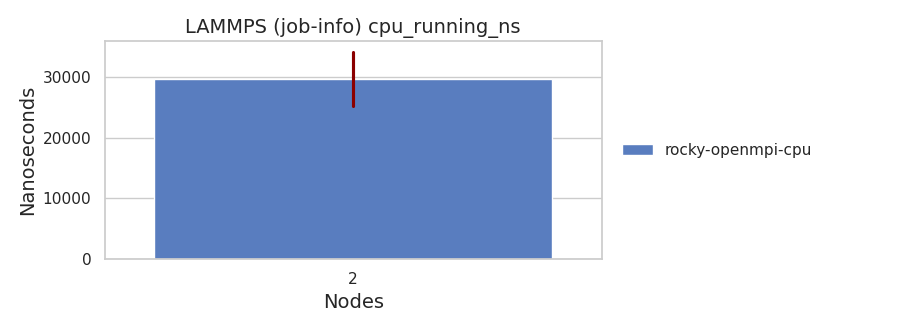 LAMMPS (job-info) cpu_running_ns
Nanoseconds
30000
20000
10000
0
2
Nodes
rocky-openmpi-cpu